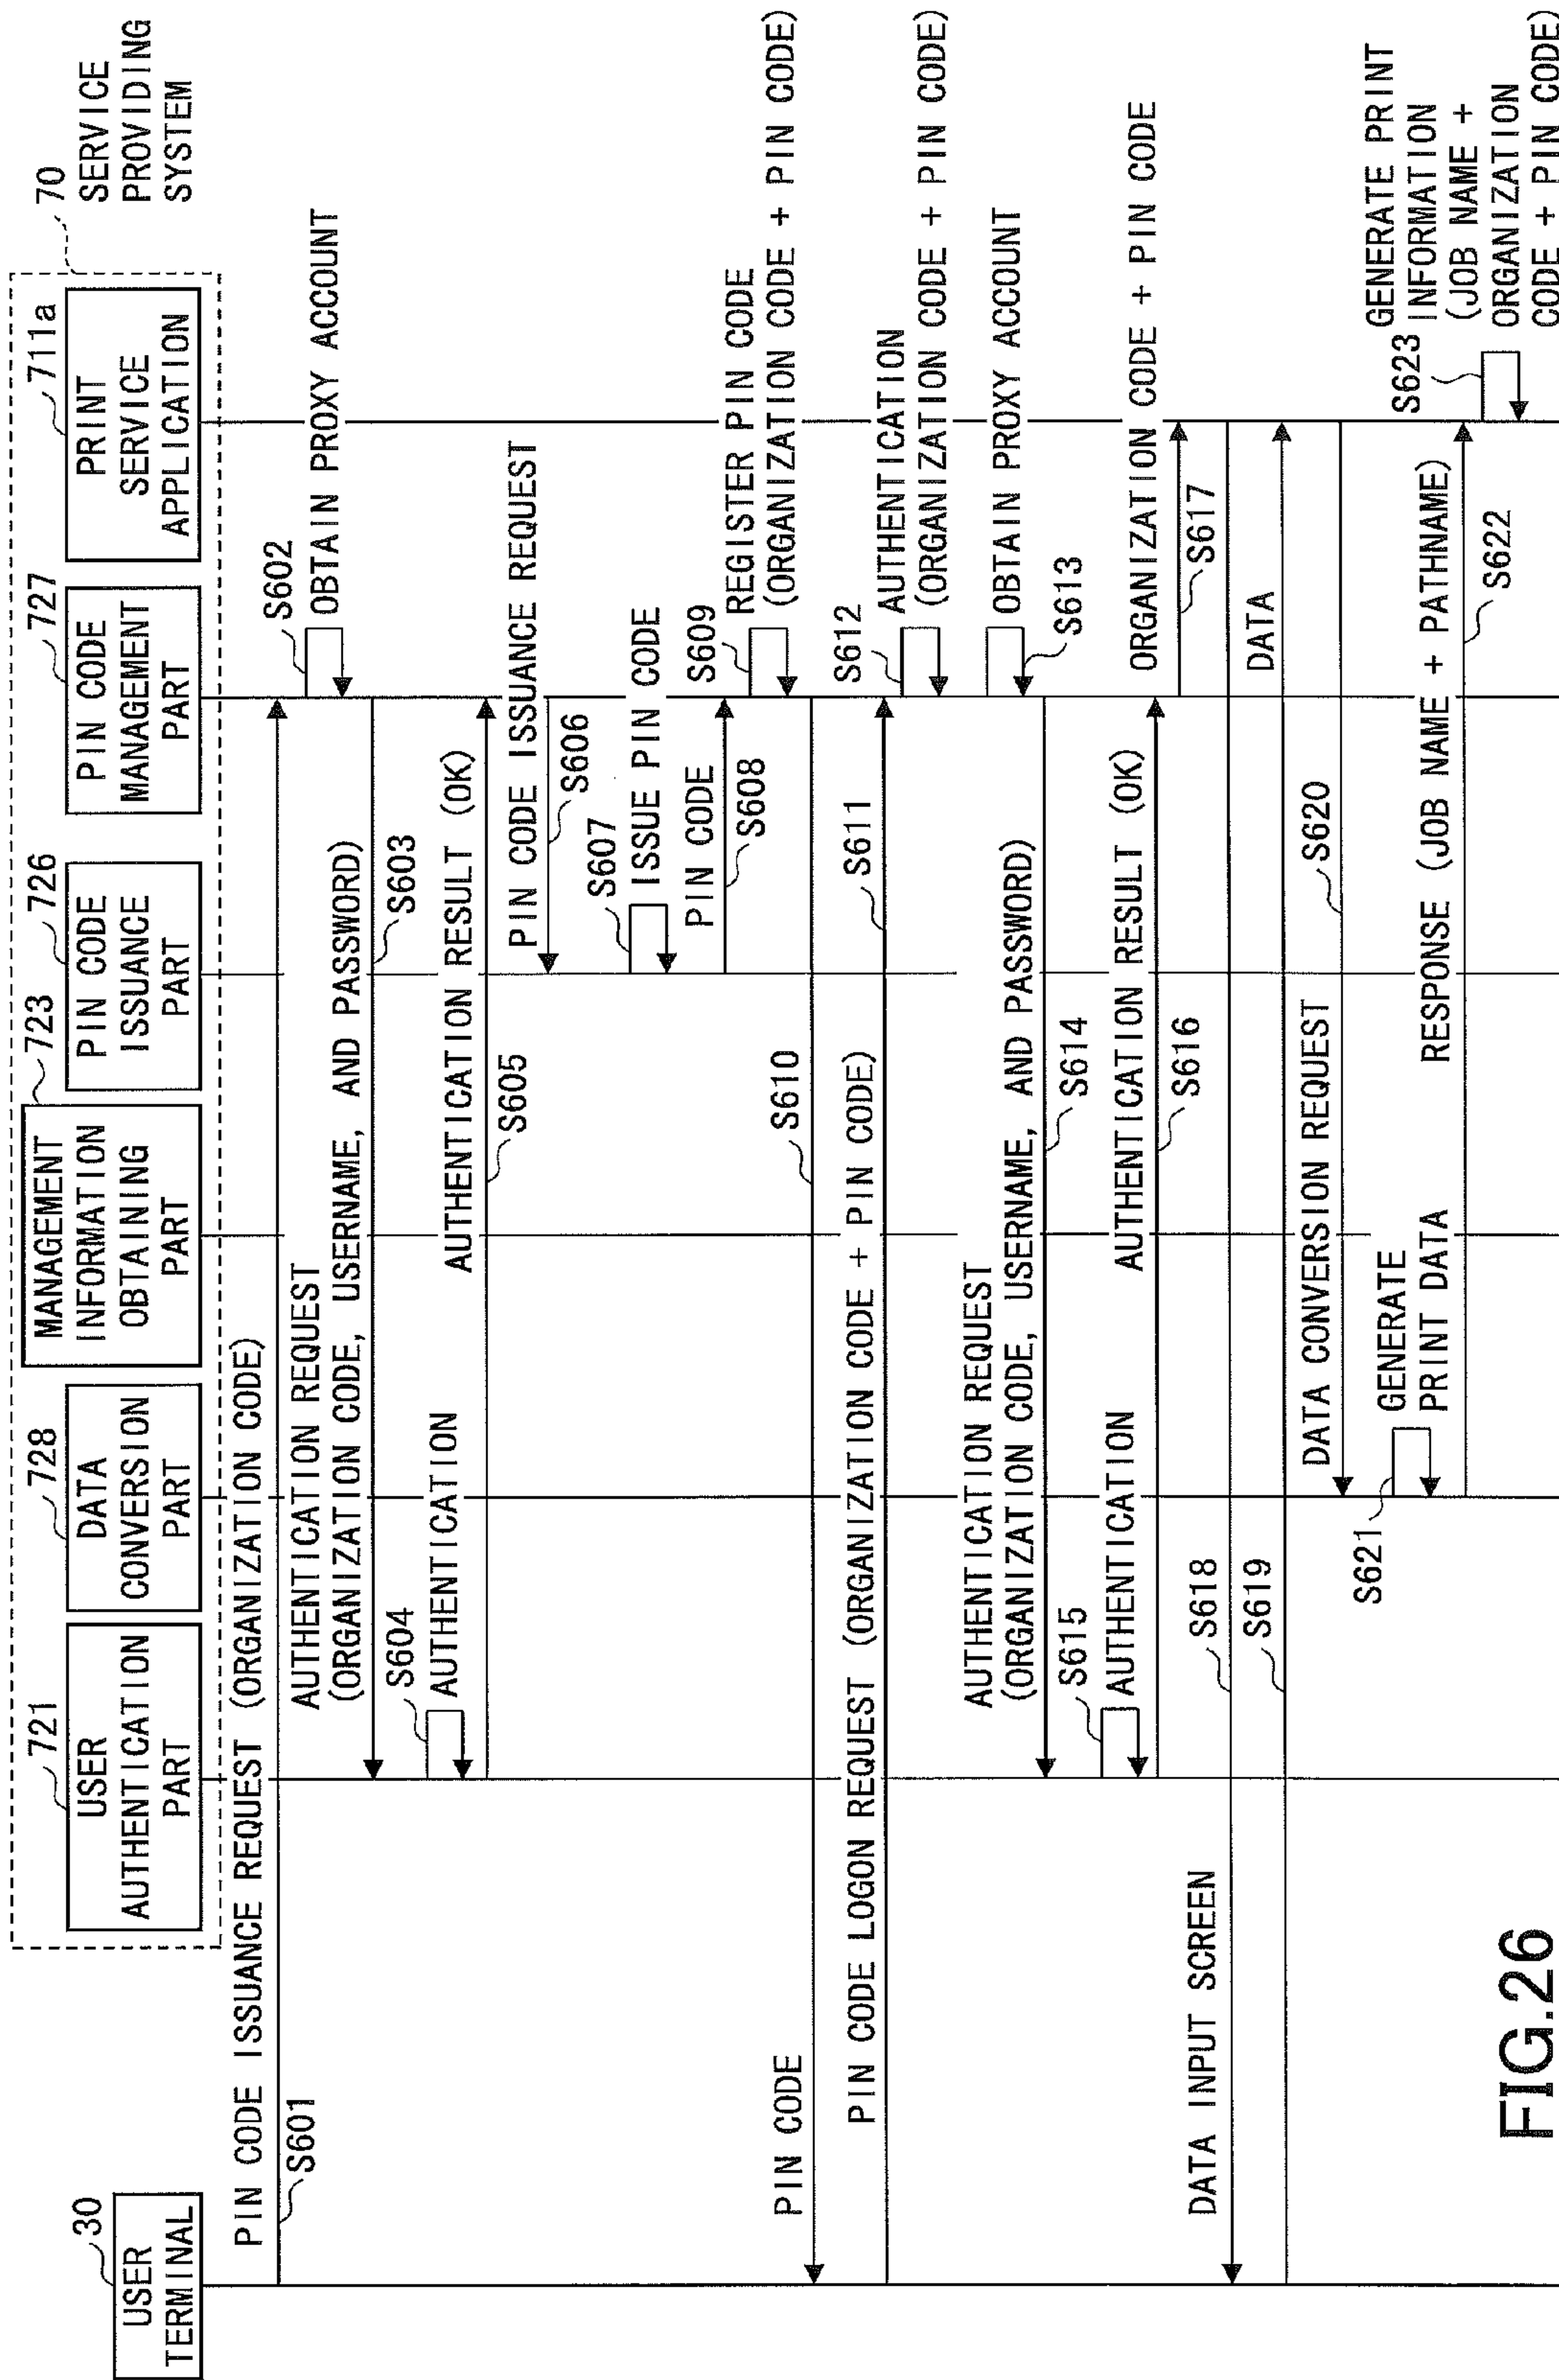 30
USER
TERMINAL
721
USER
AUTHENTICATION
PART
728
DATA
CONVERSION
PART
MANAGEMENT
INFORMATION
OBTAINING
PART
723
PIN CODE
ISSUANCE
PART
726
PIN CODE
MANAGEMENT
PART
727
PRINT
SERVICE
APPLICATION
711a
70
SERVICE
PROVIDING
SYSTEM
PIN CODE ISSUANCE REQUEST (ORGANIZATION CODE)
S601
S602
OBTAIN PROXY ACCOUNT
AUTHENTICATION REQUEST
(ORGANIZATION CODE, USERNAME, AND PASSWORD)
S603
S604
AUTHENTICATION
AUTHENTICATION RESULT (OK)
S605
PIN CODE ISSUANCE REQUEST
S606
S607
ISSUE PIN CODE
PIN CODE
S608
S609
REGISTER PIN CODE
(ORGANIZATION CODE + PIN CODE)
PIN CODE
S610
PIN CODE LOGON REQUEST (ORGANIZATION CODE + PIN CODE)
S611
S612
AUTHENTICATION
(ORGANIZATION CODE + PIN CODE)
OBTAIN PROXY ACCOUNT
S613
AUTHENTICATION REQUEST
(ORGANIZATION CODE, USERNAME, AND PASSWORD)
S614
S615
AUTHENTICATION
AUTHENTICATION RESULT (OK)
S616
ORGANIZATION CODE + PIN CODE
S617
DATA INPUT SCREEN
S618
S619
DATA
DATA CONVERSION REQUEST
S620
S621
GENERATE
PRINT DATA
RESPONSE (JOB NAME + PATHNAME)
S622
S623
GENERATE PRINT
INFORMATION
(JOB NAME +
ORGANIZATION
CODE + PIN CODE)
FIG.26